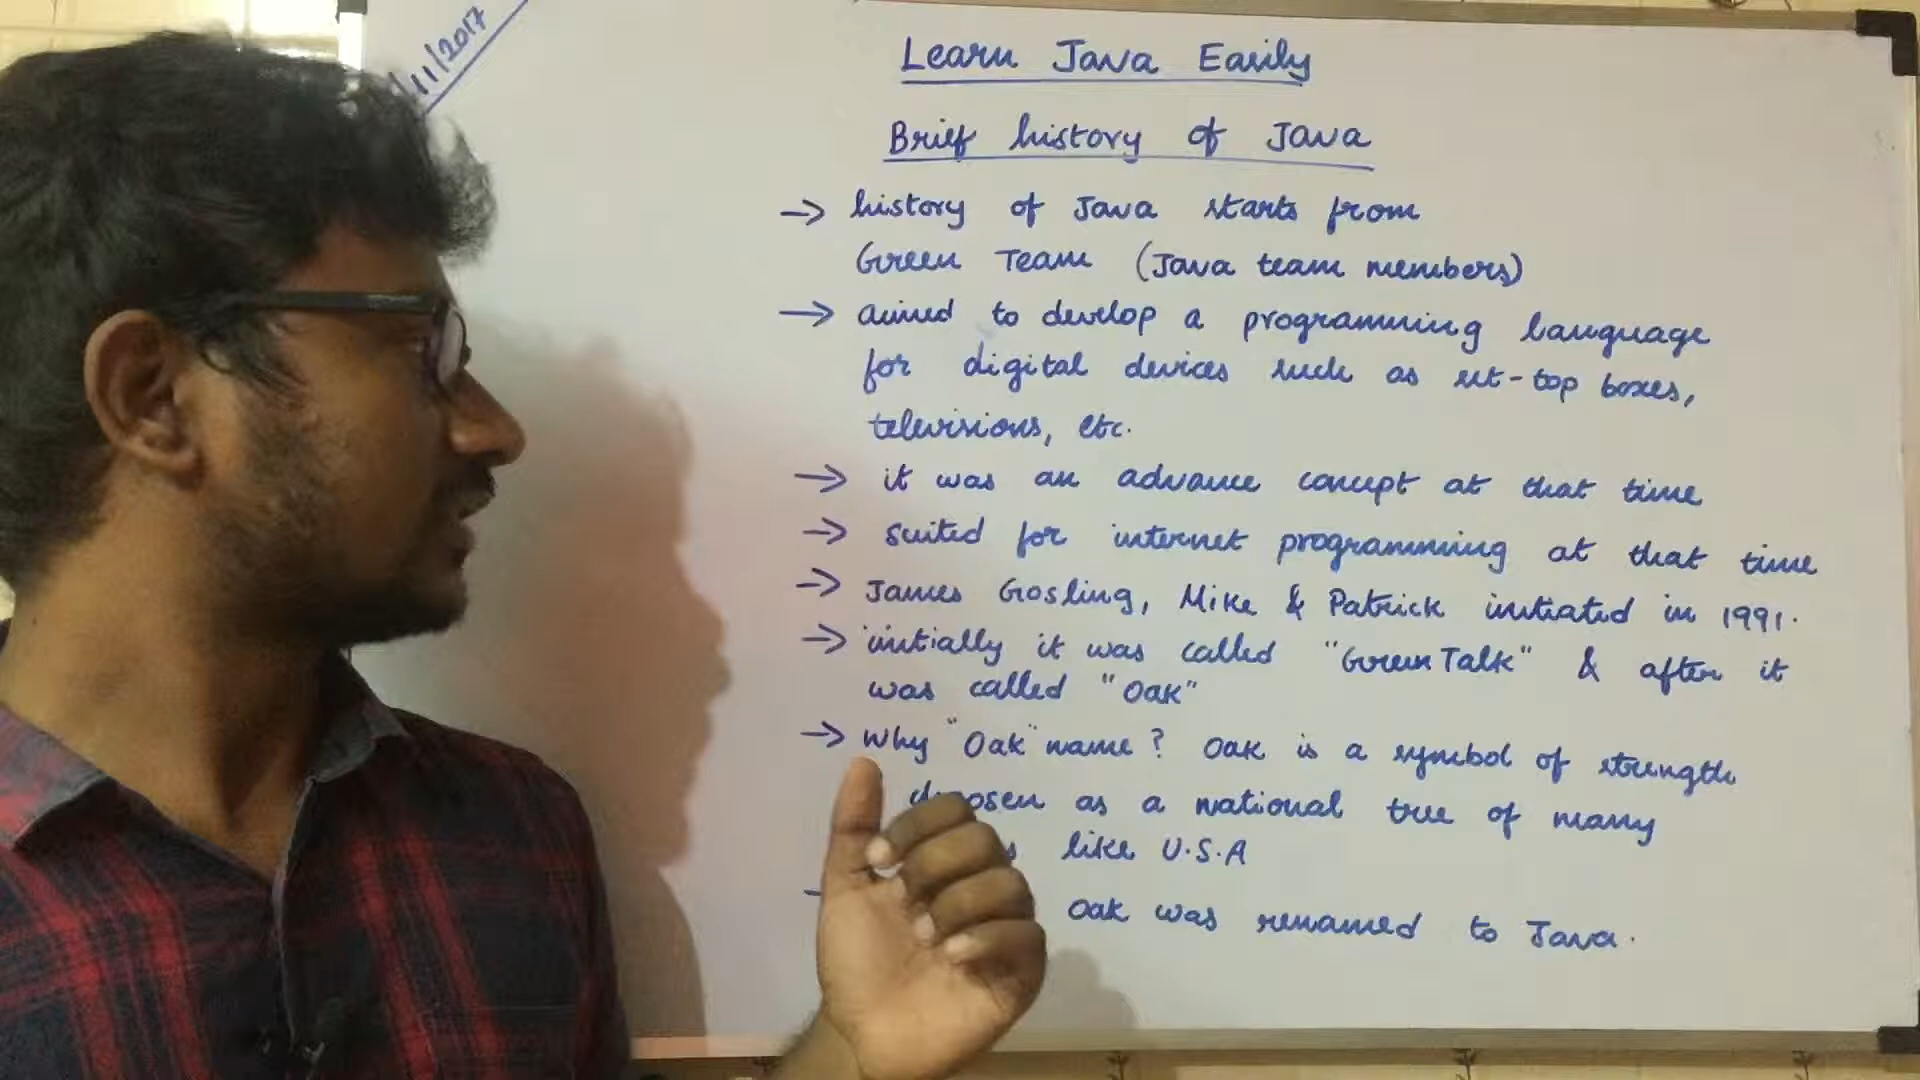 /11/2017
Learn Java Easily
Brief history of Java
→ history of Java starts from
Green Team (Java team members)
→ aimed to develop a programming language
for digital devices such as set-top boxes,
televisions, etc.
→ it was an advance concept at that time
→ suited for internet programming at that time
→ James Gosling, Mike & Patrick initiated in 1991.
→ initially it was called "Green Talk" & after it
was called "Oak"
→ Why "Oak" name? Oak is a symbol of strength
as a national tree of many
like U.S.A
Oak was renamed to Java.